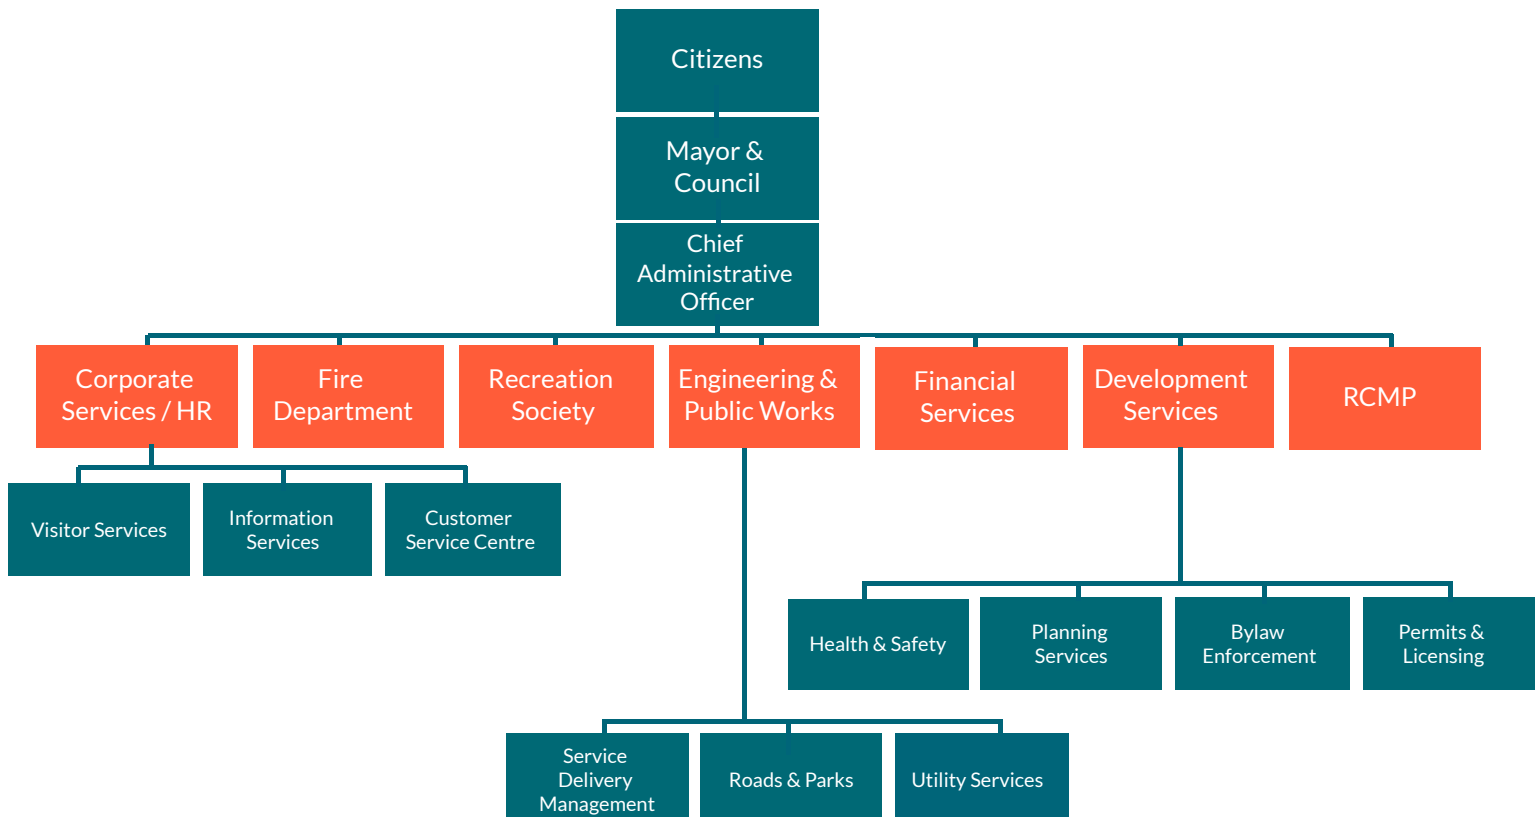 Citizens
Mayor &
Council
Chief
Administrative
Officer
Corporate
Services / HR
Fire
Department
Recreation
Society
Engineering &
Public Works
Financial
Services
Development
Services
RCMP
Visitor Services
Information
Services
Customer
Service Centre
Health & Safety
Planning
Services
Bylaw
Enforcement
Permits &
Licensing
Service
Delivery
Management
Roads & Parks
Utility Services